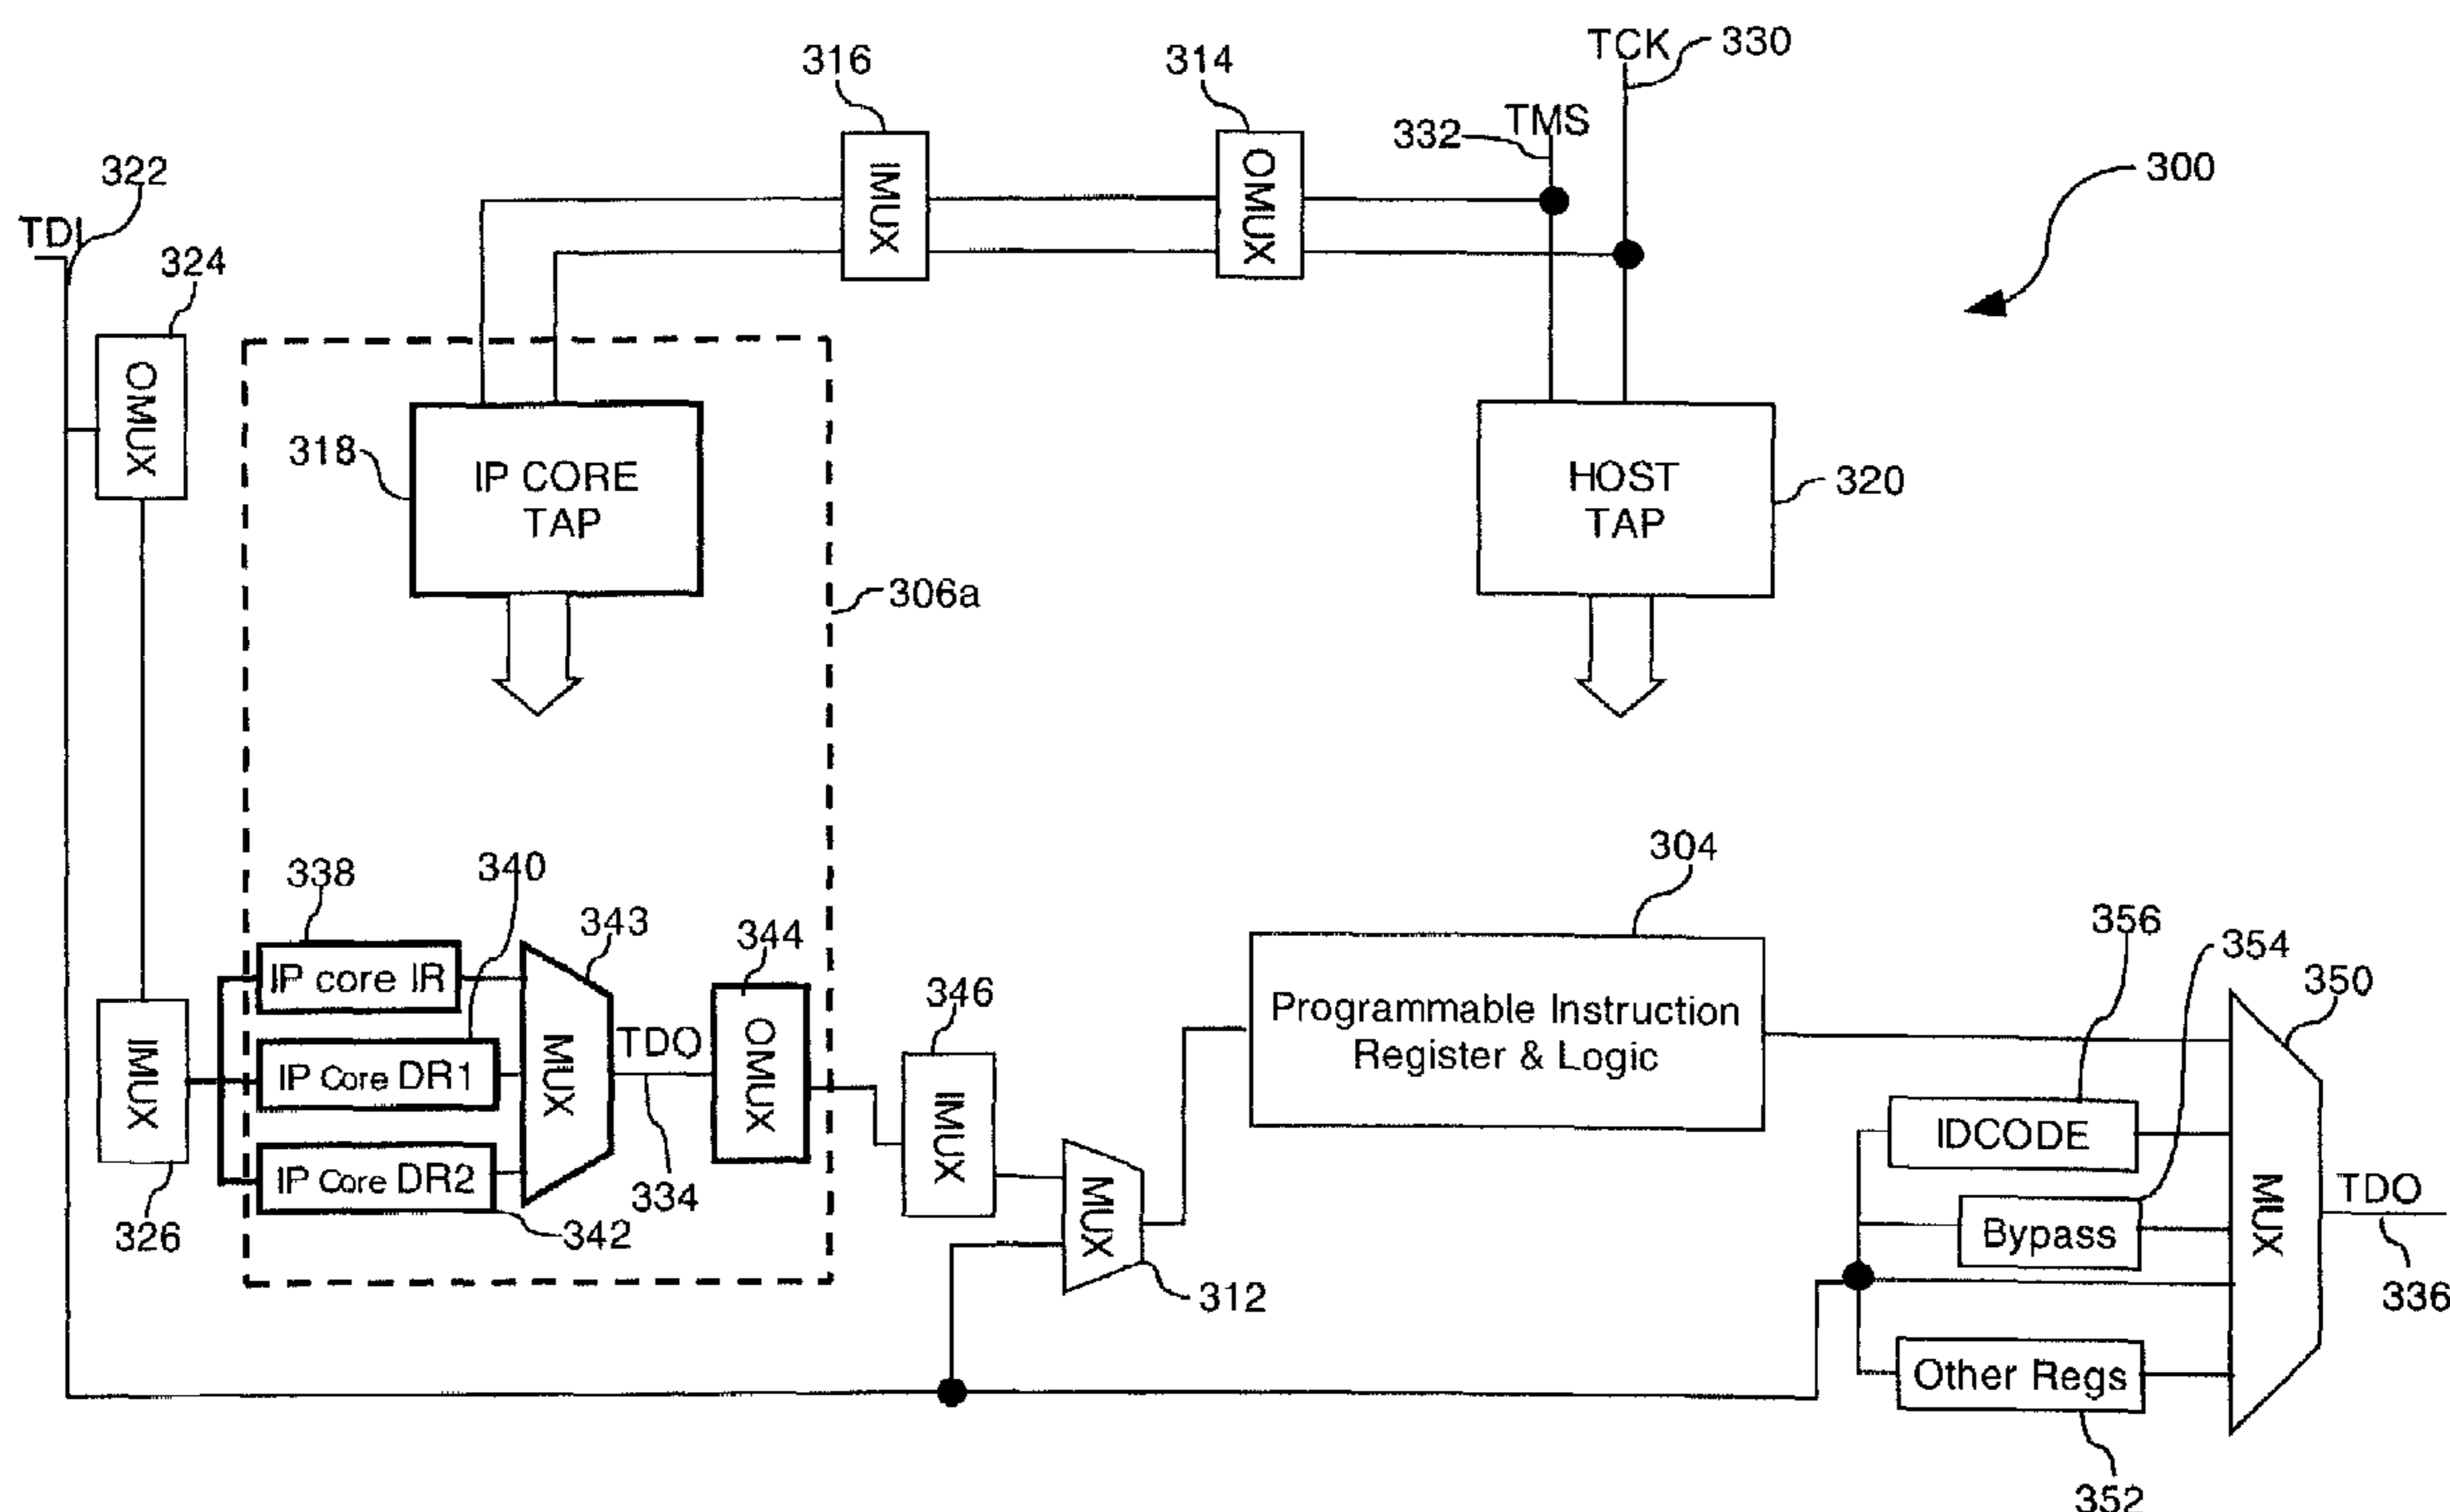 TCK
330
316
314
TMS
332
IMUX
OMUX
300
322
TDI
324
OMUX
318
IP CORE
TAP
HOST
TAP
320
306a
304
338
340
343
344
346
356
354
350
IP core IR
IP Core DR1
IP Core DR2
MUX
TDO
OMUX
IMUX
IMUX
Programmable Instruction
Register & Logic
IDCODE
Bypass
Other Regs
MUX
MUX
TDO
326
342
334
312
336
352